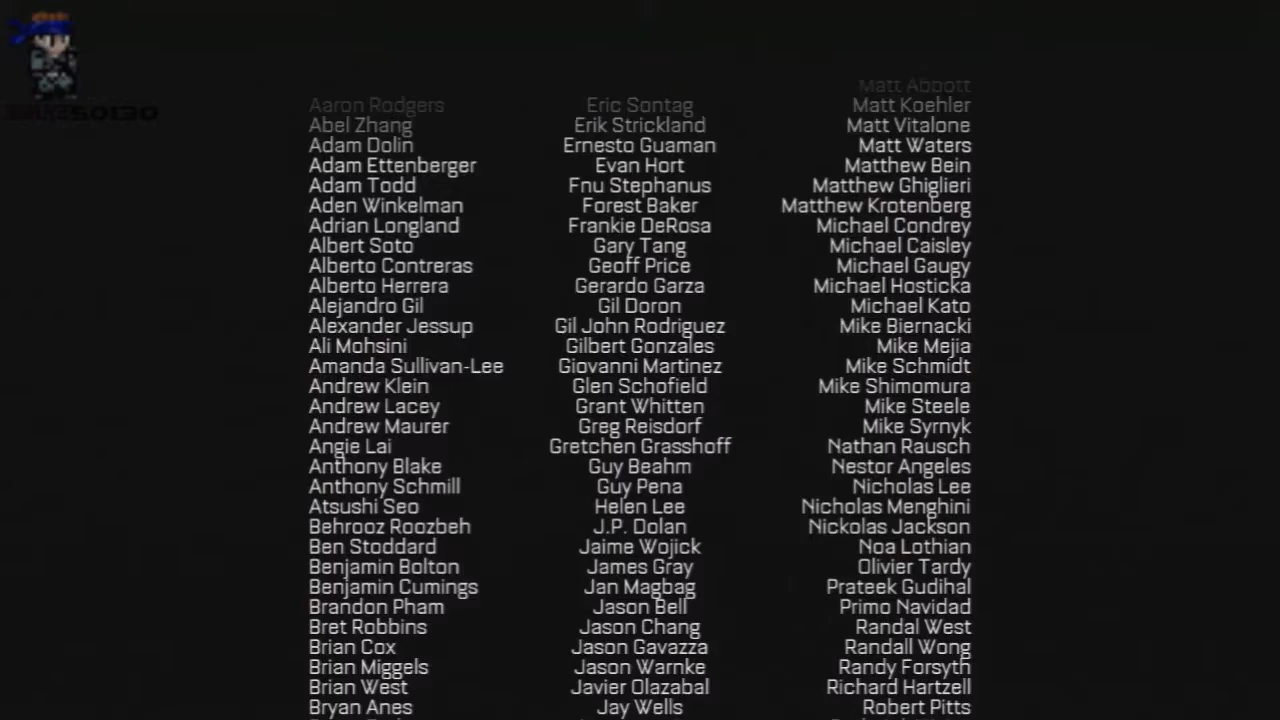 Aaron Rodgers
Abel Zhang
Adam Dolin
Adam Ettenberger
Adam Todd
Aden Winkelman
Adrian Longland
Albert Soto
Alberto Contreras
Alberto Herrera
Alejandro Gil
Alexander Jessup
Ali Mohsini
Amanda Sullivan-Lee
Andrew Klein
Andrew Lacey
Andrew Maurer
Angie Lai
Anthony Blake
Anthony Schmill
Atsushi Seo
Behrooz Roozbeh
Ben Stoddard
Benjamin Bolton
Benjamin Cumings
Brandon Pham
Bret Robbins
Brian Cox
Brian Miggels
Brian West
Bryan Anes
Eric Sontag
Erik Strickland
Ernesto Guaman
Evan Hort
Fnu Stephanus
Forest Baker
Frankie DeRosa
Gary Tang
Geoff Price
Gerardo Garza
Gil Doron
Gil John Rodriguez
Gilbert Gonzales
Giovanni Martinez
Glen Schofield
Grant Whitten
Greg Reisdorf
Gretchen Grasshoff
Guy Beahm
Guy Pena
Helen Lee
J.P. Dolan
Jaime Wojick
James Gray
Jan Magbag
Jason Bell
Jason Chang
Jason Gavazza
Jason Warnke
Javier Olazabal
Jay Wells
Matt Abbott
Matt Koehler
Matt Vitalone
Matt Waters
Matthew Bein
Matthew Ghiglieri
Matthew Krotenberg
Michael Condrey
Michael Caisley
Michael Gaugy
Michael Hosticka
Michael Kato
Mike Biernacki
Mike Mejia
Mike Schmidt
Mike Shimomura
Mike Steele
Mike Syrnyk
Nathan Rausch
Nestor Angeles
Nicholas Lee
Nicholas Menghini
Nickolas Jackson
Noa Lothian
Olivier Tardy
Prateek Gudihal
Primo Navidad
Randal West
Randall Wong
Randy Forsyth
Richard Hartzell
Robert Pitts